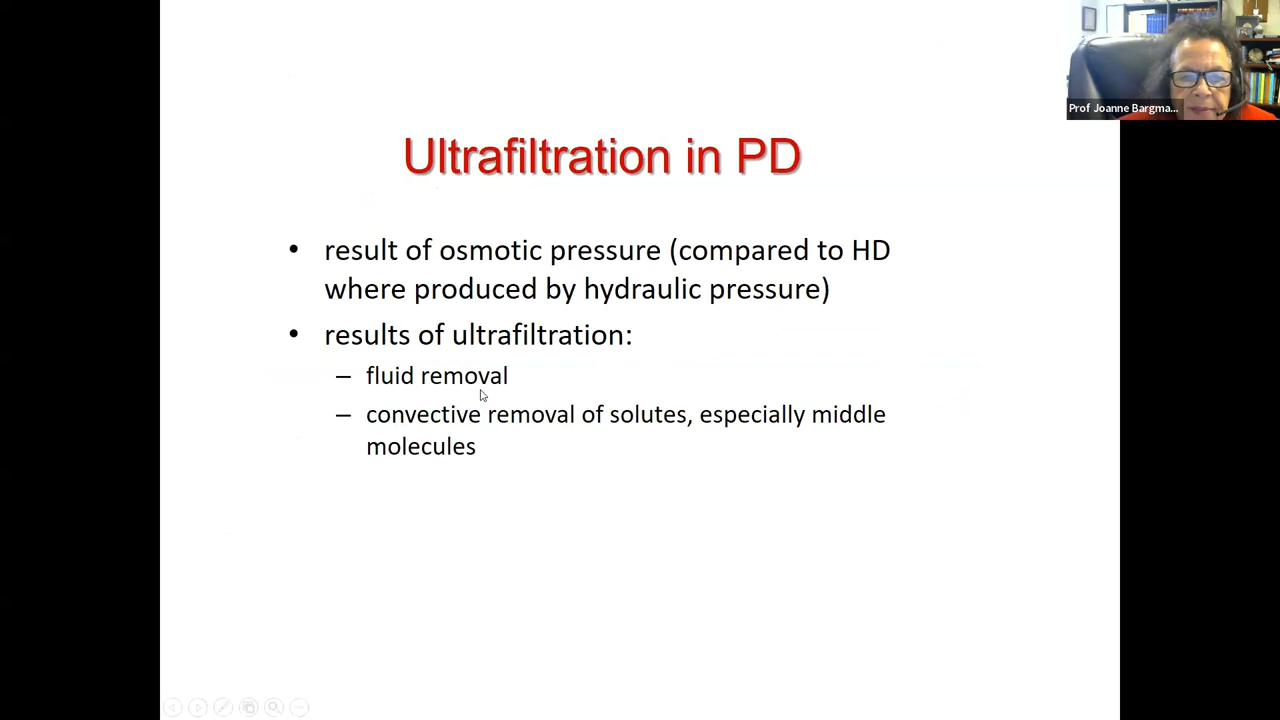 Prof Joanne Bargma...
Ultrafiltration in PD
• result of osmotic pressure (compared to HD
where produced by hydraulic pressure)
• results of ultrafiltration:
– fluid removal
– convective removal of solutes, especially middle
molecules